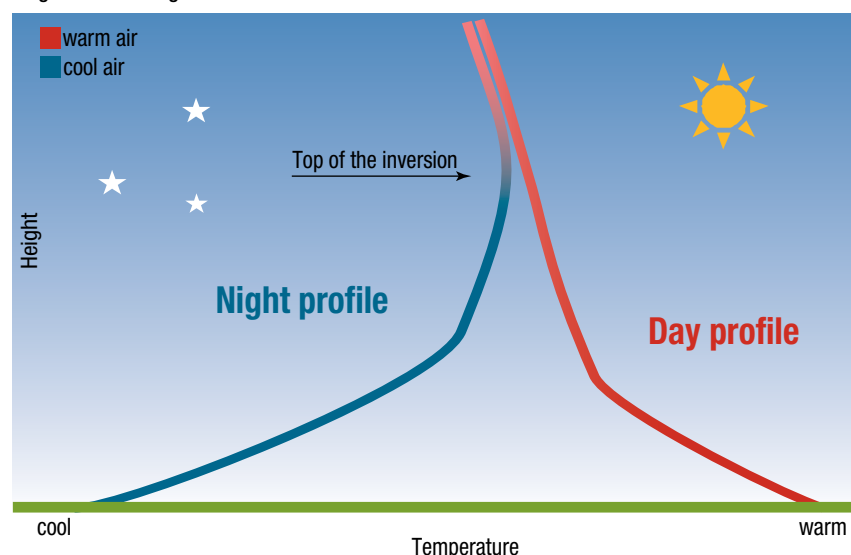 warm air
cool air
Top of the inversion
Height
Night profile
Day profile
cool
warm
Temperature